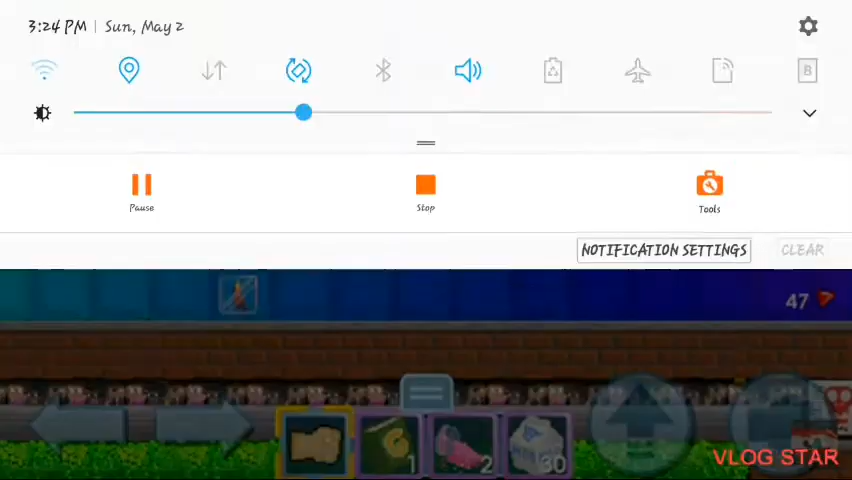 3:24 PM | Sun, May 2
B
Pause
Stop
Tools
NOTIFICATION SETTINGS
CLEAR
47
1
2
30
VLOG STAR